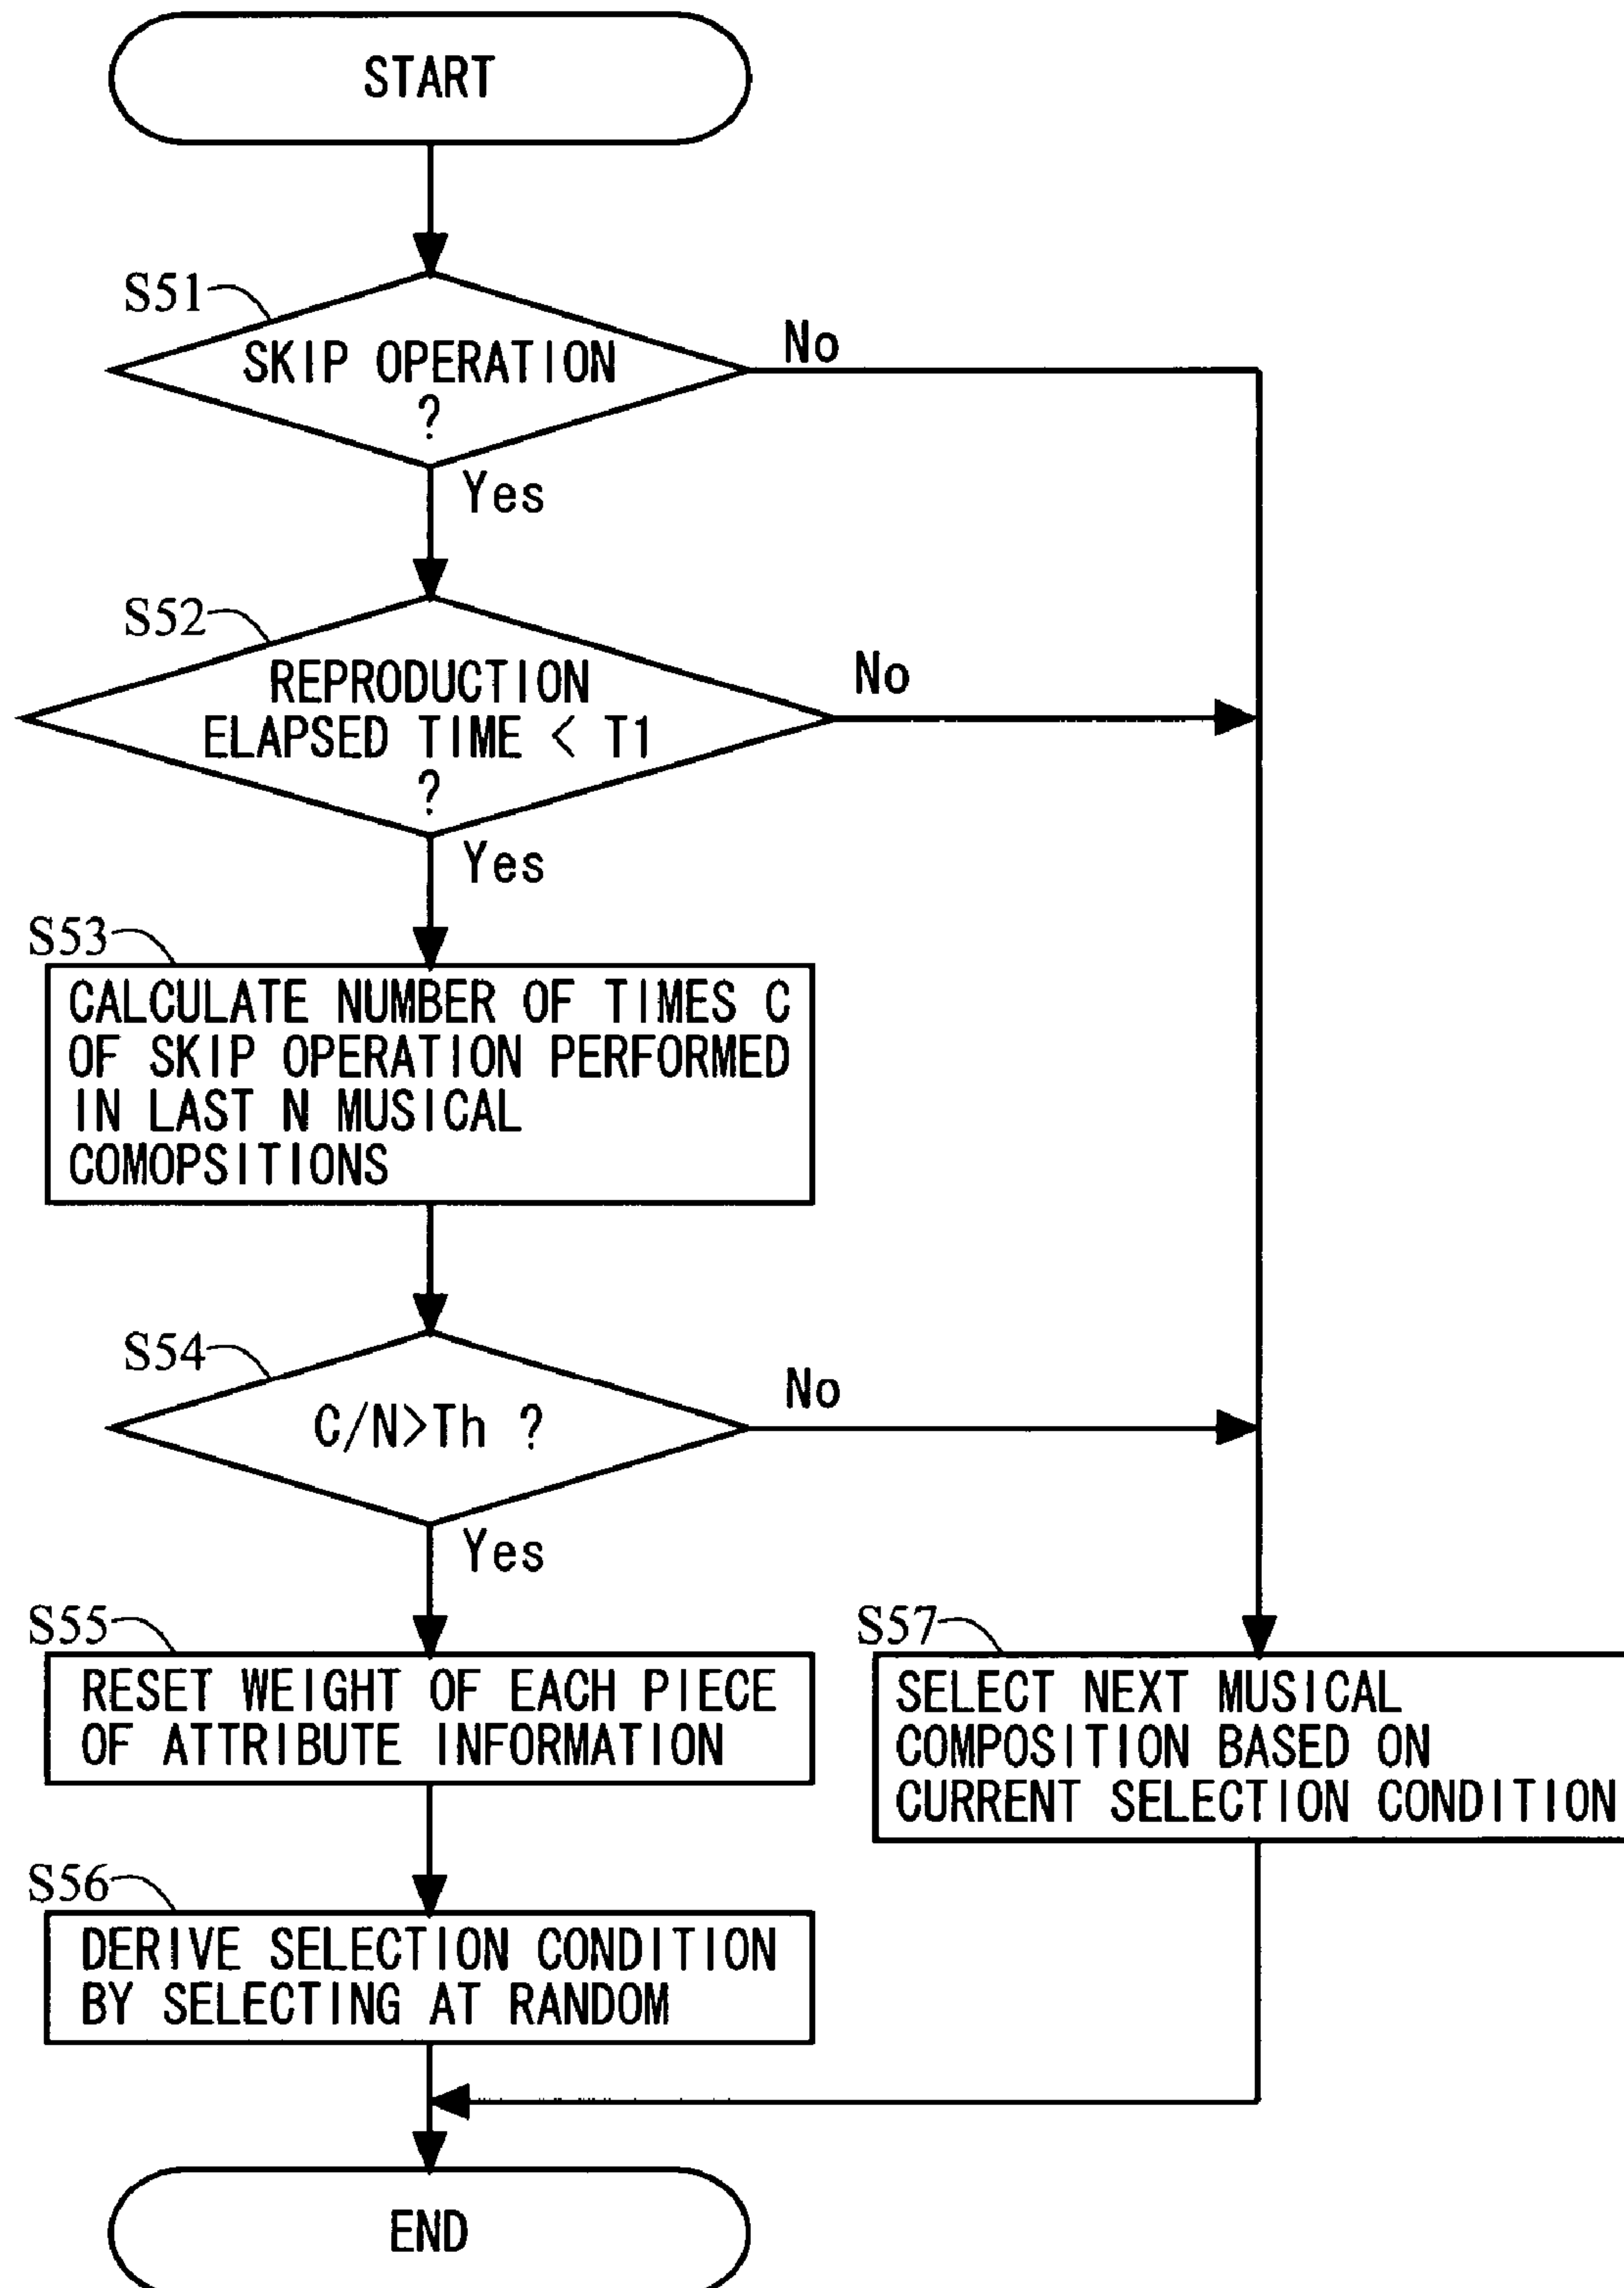 START
S51
SKIP OPERATION
?
No
Yes
S52
REPRODUCTION
ELAPSED TIME < T1
?
No
Yes
S53
CALCULATE NUMBER OF TIMES C
OF SKIP OPERATION PERFORMED
IN LAST N MUSICAL
COMOPSITIONS
S54
C/N>Th ?
No
Yes
S55
RESET WEIGHT OF EACH PIECE
OF ATTRIBUTE INFORMATION
S57
SELECT NEXT MUSICAL
COMPOSITION BASED ON
CURRENT SELECTION CONDITION
S56
DERIVE SELECTION CONDITION
BY SELECTING AT RANDOM
END